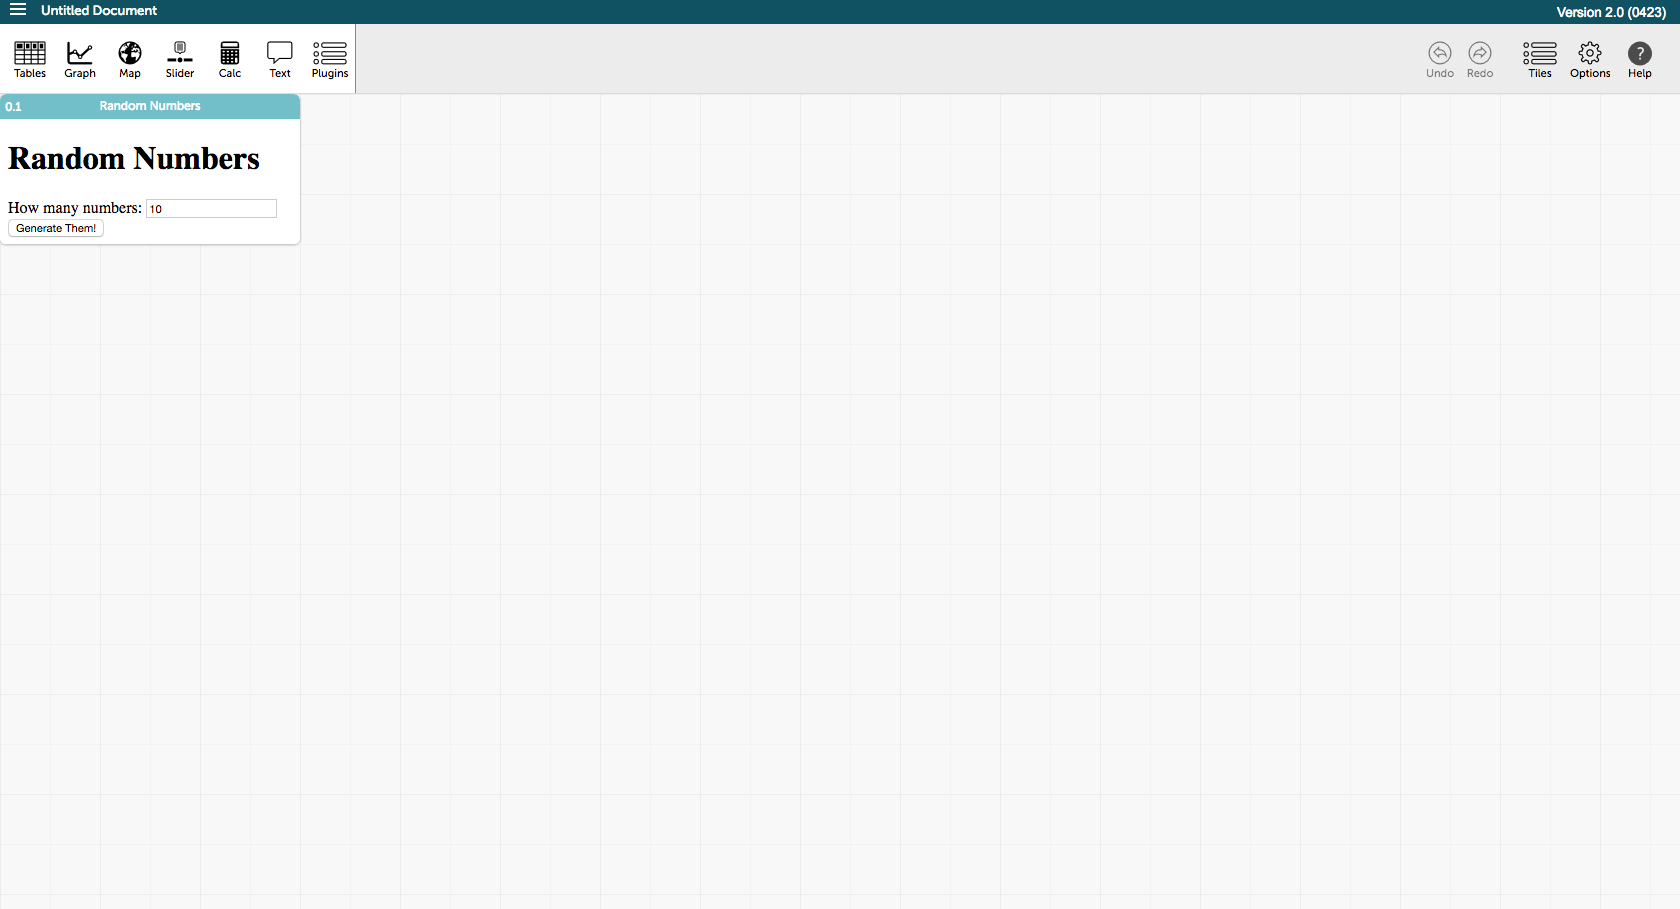 Untitled Document
Version 2.0 (0423)
Tables Graph Map Slider Calc Text Plugins
Undo Redo Tiles Options Help
?
0.1 Random Numbers
Random Numbers
How many numbers: 10
Generate Them!